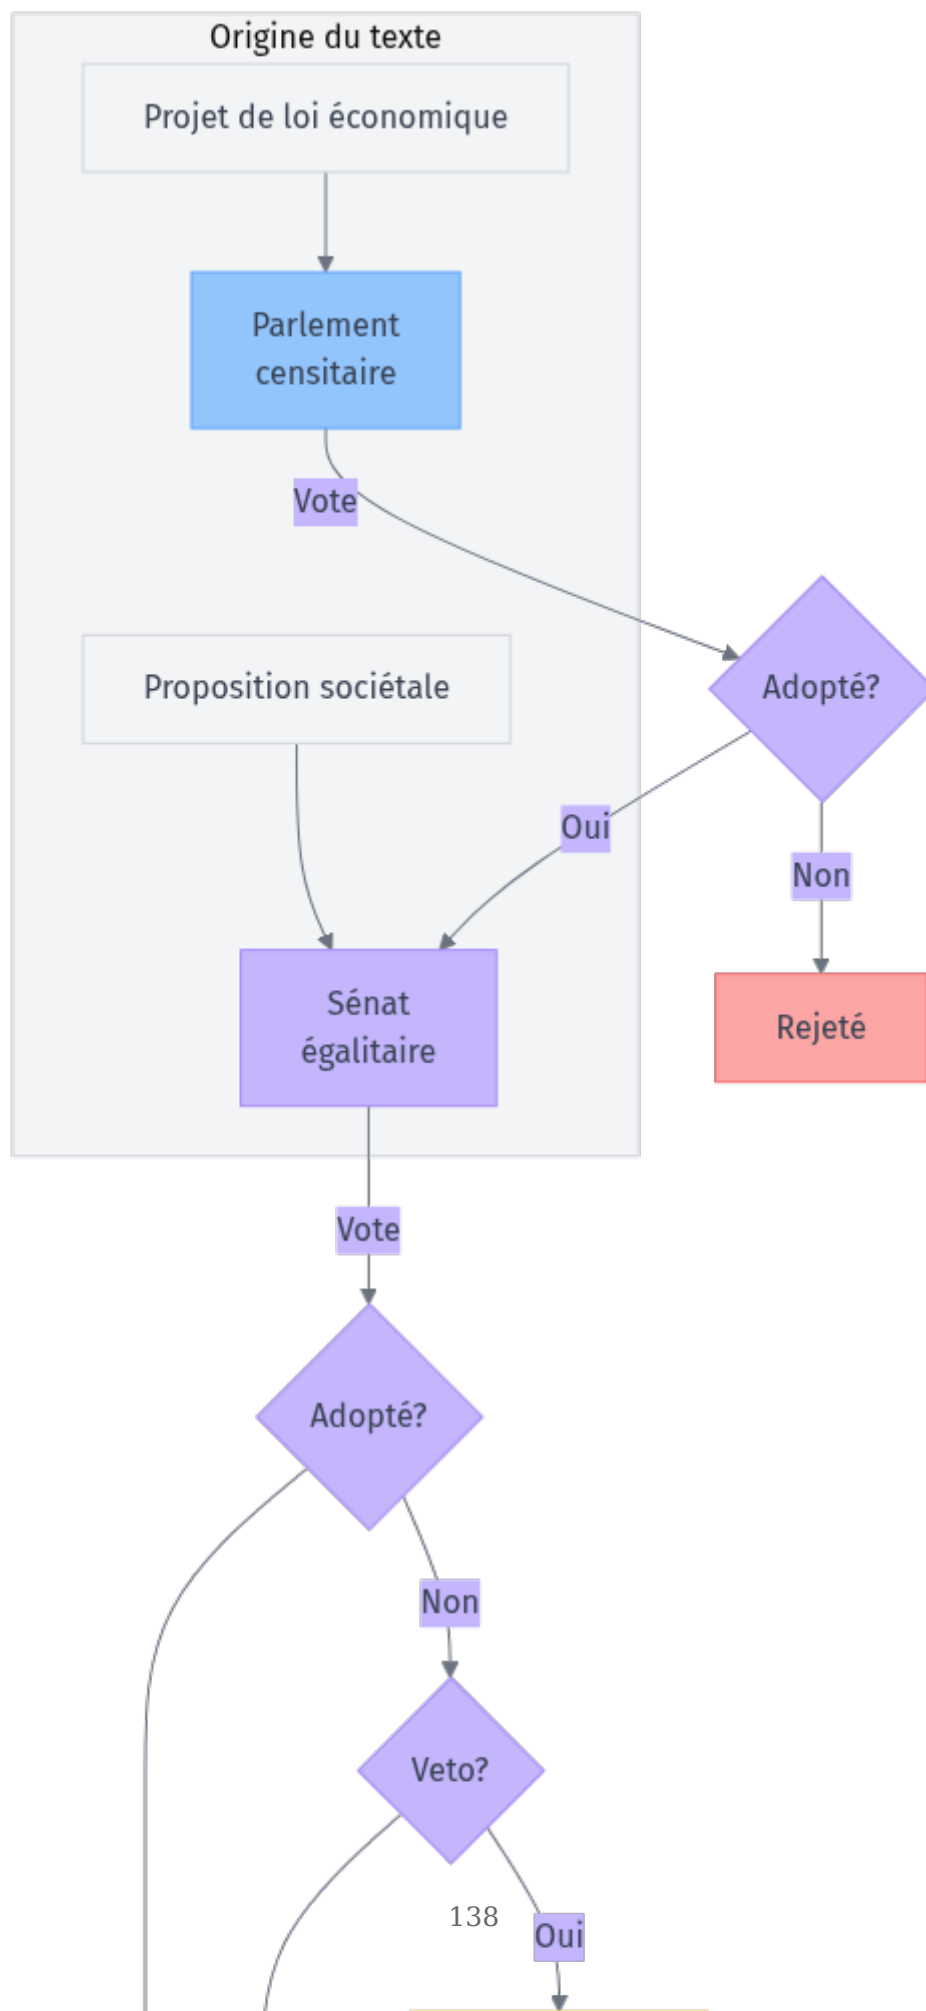 Origine du texte
Projet de loi économique
Parlement
censitaire
Vote
Proposition sociétale
Adopté?
Oui
Non
Sénat
égalitaire
Rejeté
Vote
Adopté?
Non
Veto?
138
Oui